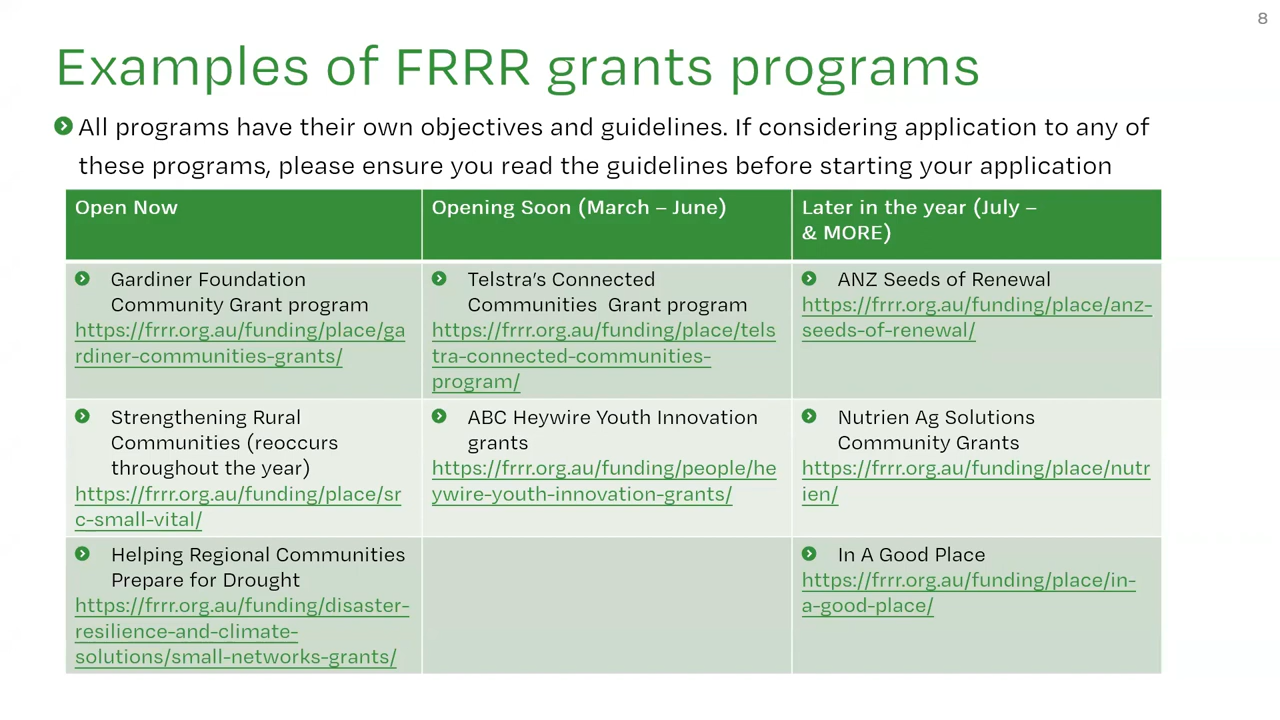 8
Examples of FRRR grants programs
All programs have their own objectives and guidelines. If considering application to any of
these programs, please ensure you read the guidelines before starting your application
Open Now
Opening Soon (March – June)
Later in the year (July –
& MORE)
Gardiner Foundation
Community Grant program
https://frrr.org.au/funding/place/ga
rdiner-communities-grants/
Telstra's Connected
Communities  Grant program
https://frrr.org.au/funding/place/tels
tra-connected-communities-
program/
ANZ Seeds of Renewal
https://frrr.org.au/funding/place/anz-
seeds-of-renewal/
Strengthening Rural
Communities (reoccurs
throughout the year)
https://frrr.org.au/funding/place/sr
c-small-vital/
ABC Heywire Youth Innovation
grants
https://frrr.org.au/funding/people/he
ywire-youth-innovation-grants/
Nutrien Ag Solutions
Community Grants
https://frrr.org.au/funding/place/nutr
ien/
Helping Regional Communities
Prepare for Drought
https://frrr.org.au/funding/disaster-
resilience-and-climate-
solutions/small-networks-grants/
In A Good Place
https://frrr.org.au/funding/place/in-
a-good-place/